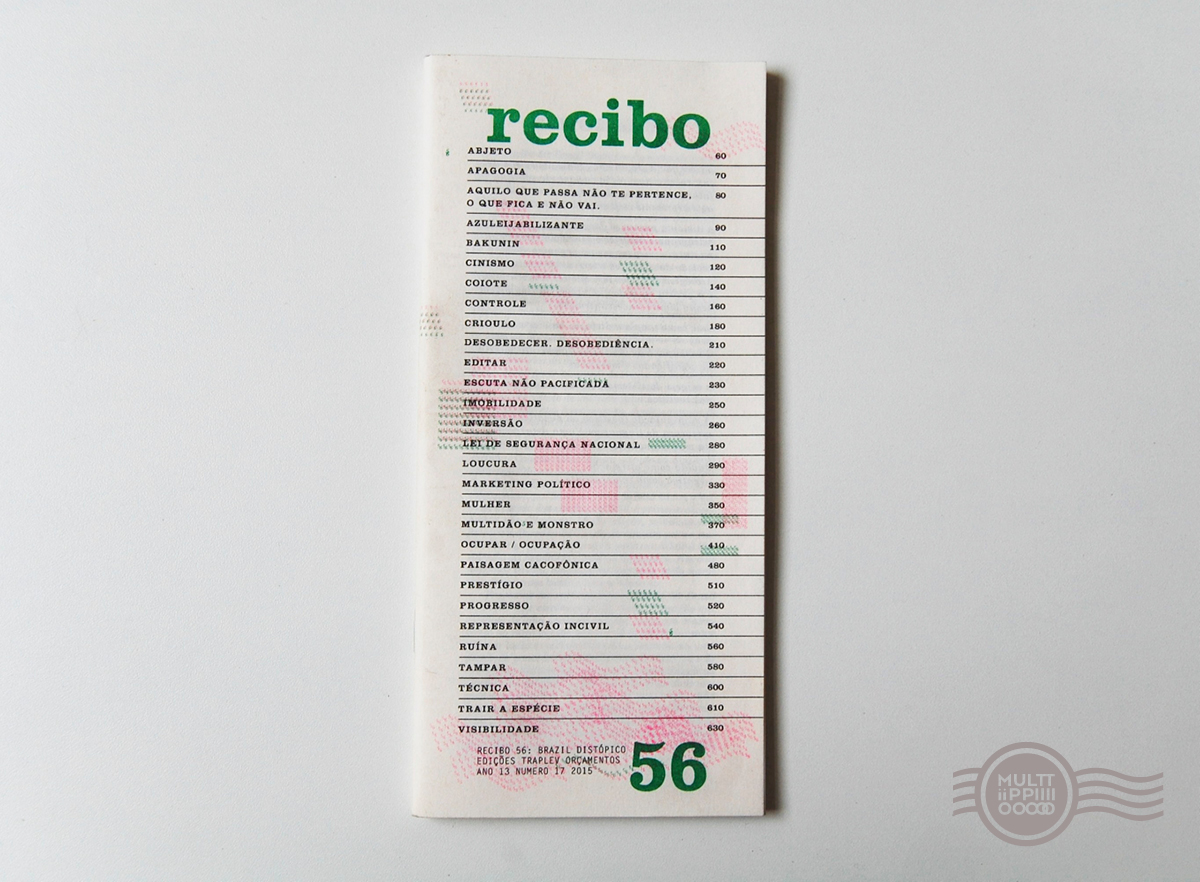 recibo
ABJETO 60
APAGOGIA 70
AQUILO QUE PASSA NÃO TE PERTENCE, 80
O QUE FICA E NÃO VAI.
AZULEIJABILIZANTE 90
BAKUNIN 110
CINISMO 120
COIOTE 140
CONTROLE 160
CRIOULO 180
DESOBEDECER. DESOBEDIÊNCIA. 210
EDITAR 220
ESCUTA NÃO PACIFICADA 230
IMOBILIDADE 250
INVERSÃO 260
LEI DE SEGURANÇA NACIONAL 280
LOUCURA 290
MARKETING POLÍTICO 330
MULHER 350
MULTIDÃO E MONSTRO 370
OCUPAR / OCUPAÇÃO 410
PAISAGEM CACOFÔNICA 480
PRESTÍGIO 510
PROGRESSO 520
REPRESENTAÇÃO INCIVIL 540
RUÍNA 560
TAMPAR 580
TÉCNICA 600
TRAIR A ESPÉCIE 610
VISIBILIDADE 630
RECIBO 56: BRAZIL DISTÓPICO
EDIÇÕES TRAPLEV ORÇAMENTOS
ANO 13 NUMERO 17 2015
56
MULTT
iiPPIIII
OOOOO